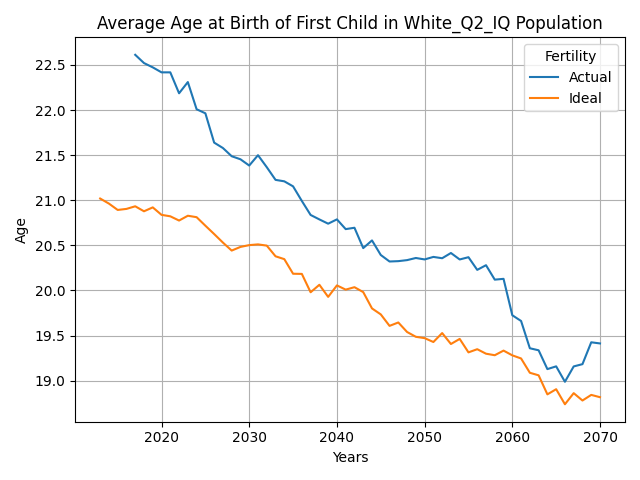 Average Age at Birth of First Child in White_Q2_IQ Population
Fertility
Actual
Ideal
Age
22.5
22.0
21.5
21.0
20.5
20.0
19.5
19.0
2020
2030
2040
2050
2060
2070
Years